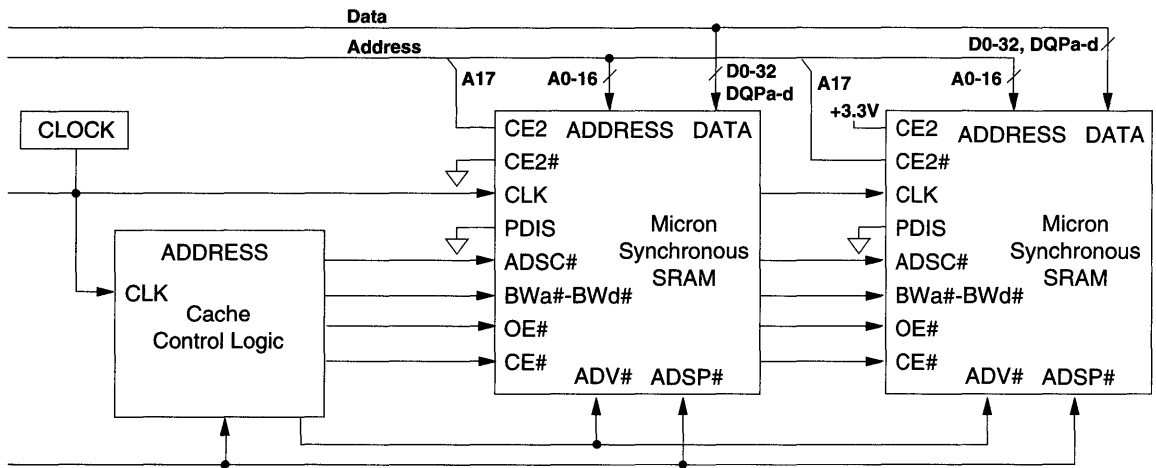 Data
Address
D0-32, DQPa-d
A17
A0-16
D0-32
DQPa-d
A17
A0-16
+3.3V
CLOCK
CE2 ADDRESS DATA
CE2#
CLK
PDIS
ADSC#
BWa#-BWd#
OE#
CE#
ADV# ADSP#
Micron
Synchronous
SRAM
CE2 ADDRESS DATA
CE2#
CLK
PDIS
ADSC#
BWa#-BWd#
OE#
CE#
ADV# ADSP#
Micron
Synchronous
SRAM
ADDRESS
CLK
Cache
Control Logic